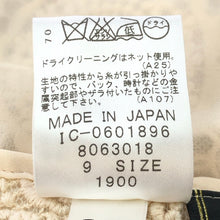 70
ドライ
ドライクリーニングはネット使用。
(A25)
生地の特性から糸が引っ掛かりや
すいので、バック、時計などの金
属突起部やザラ付いたものにご注
意下さい。
(A107)
MADE IN JAPAN
IC-0601896
8063018
9 SIZE
1900